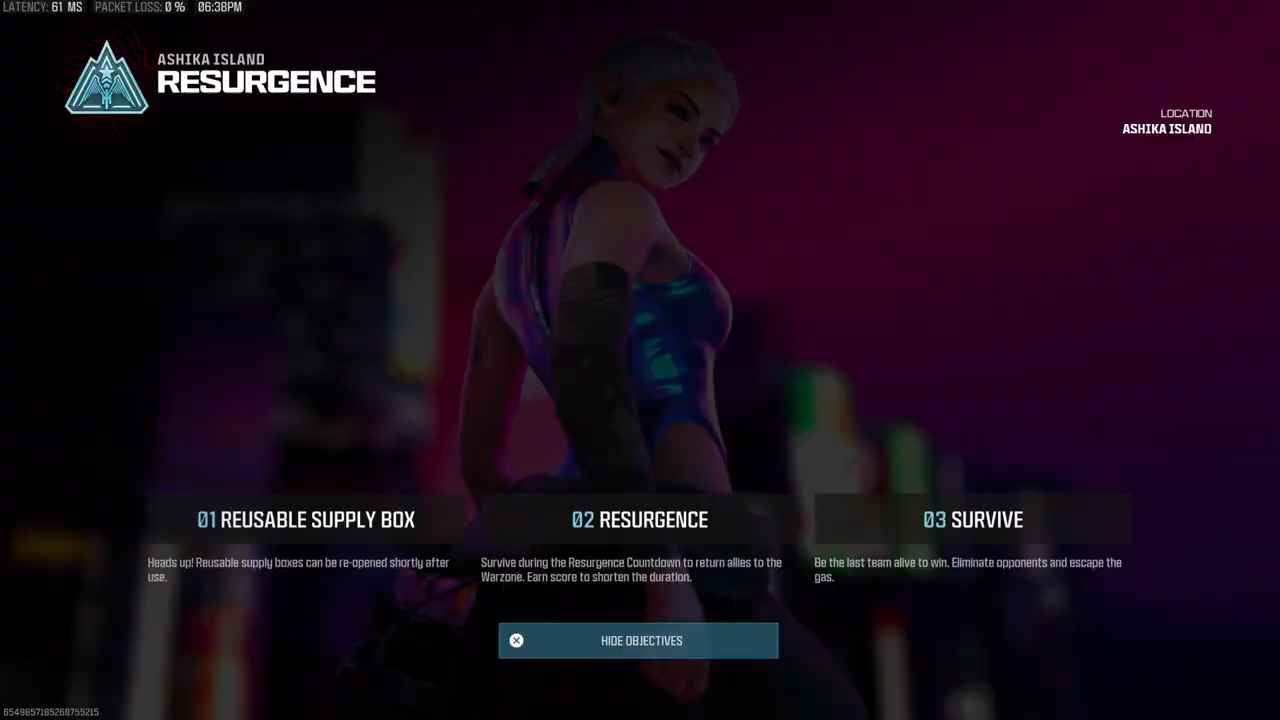 LATENCY: 61 MS PACKET LOSS: 0 % 06:38PM
ASHIKA ISLAND
RESURGENCE
LOCATION
ASHIKA ISLAND
01 REUSABLE SUPPLY BOX
Heads up! Reusable supply boxes can be re-opened shortly after
use.
02 RESURGENCE
Survive during the Resurgence Countdown to return allies to the
Warzone. Earn score to shorten the duration.
03 SURVIVE
Be the last team alive to win. Eliminate opponents and escape the
gas.
HIDE OBJECTIVES
6549857185268755215